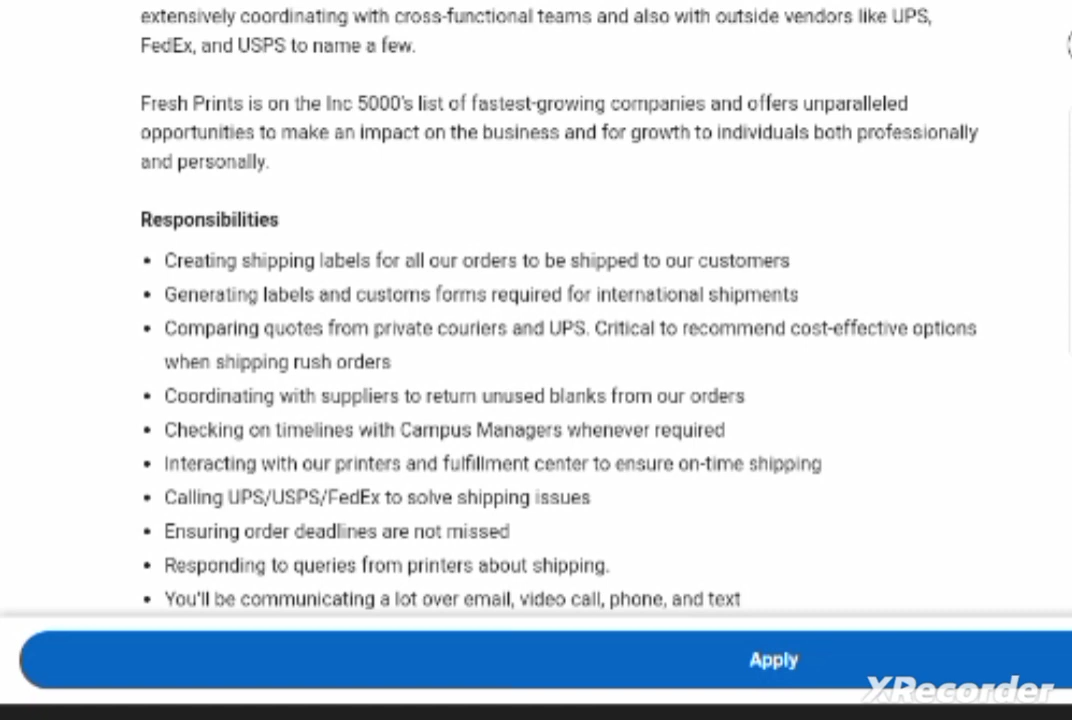 extensively coordinating with cross-functional teams and also with outside vendors like UPS,
FedEx, and USPS to name a few.
Fresh Prints is on the Inc 5000's list of fastest-growing companies and offers unparalleled
opportunities to make an impact on the business and for growth to individuals both professionally
and personally.
Responsibilities
• Creating shipping labels for all our orders to be shipped to our customers
• Generating labels and customs forms required for international shipments
• Comparing quotes from private couriers and UPS. Critical to recommend cost-effective options
when shipping rush orders
• Coordinating with suppliers to return unused blanks from our orders
• Checking on timelines with Campus Managers whenever required
• Interacting with our printers and fulfillment center to ensure on-time shipping
• Calling UPS/USPS/FedEx to solve shipping issues
• Ensuring order deadlines are not missed
• Responding to queries from printers about shipping.
• You'll be communicating a lot over email, video call, phone, and text
Apply
XRecorder